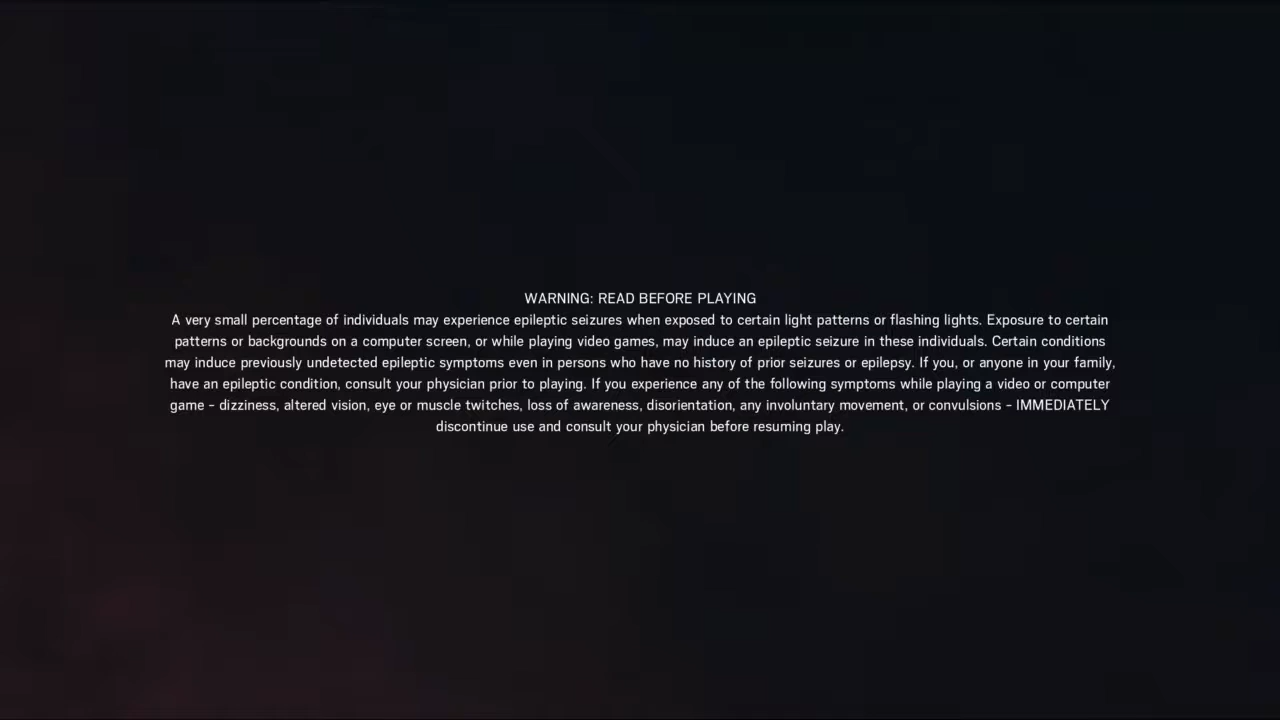 WARNING: READ BEFORE PLAYING
A very small percentage of individuals may experience epileptic seizures when exposed to certain light patterns or flashing lights. Exposure to certain
patterns or backgrounds on a computer screen, or while playing video games, may induce an epileptic seizure in these individuals. Certain conditions
may induce previously undetected epileptic symptoms even in persons who have no history of prior seizures or epilepsy. If you, or anyone in your family,
have an epileptic condition, consult your physician prior to playing. If you experience any of the following symptoms while playing a video or computer
game – dizziness, altered vision, eye or muscle twitches, loss of awareness, disorientation, any involuntary movement, or convulsions – IMMEDIATELY
discontinue use and consult your physician before resuming play.